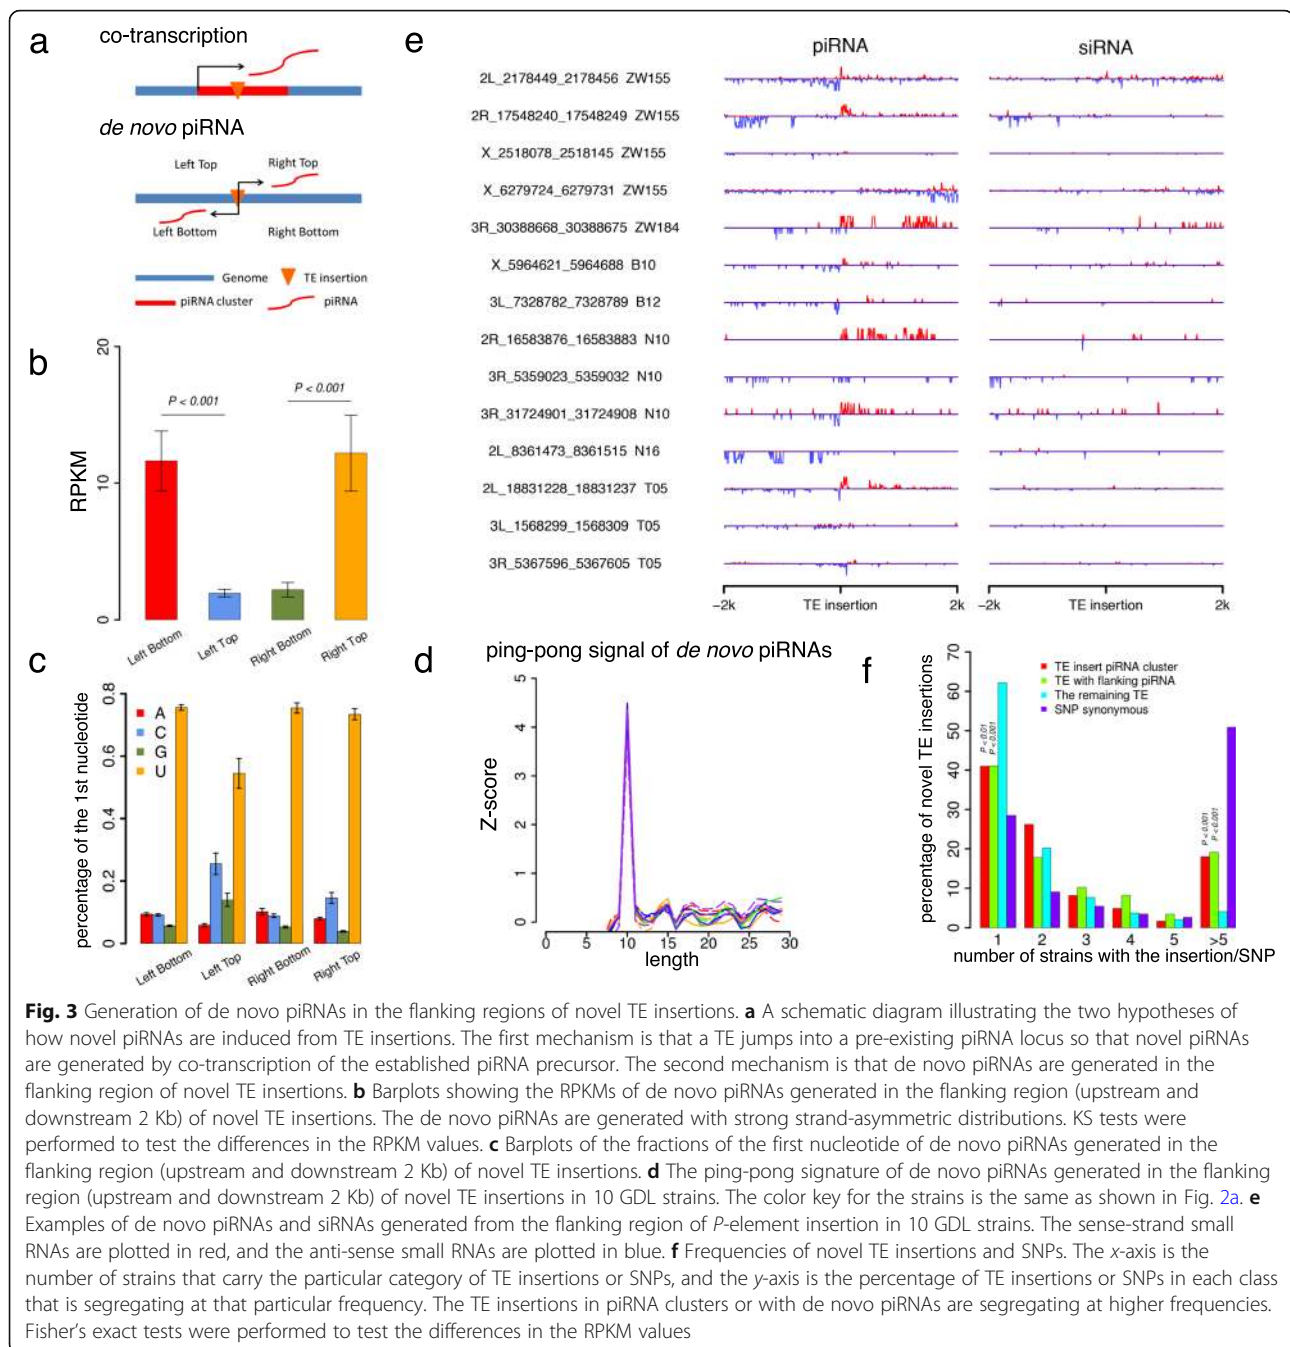 a
co-transcription
de novo piRNA
Left Top
Right Top
Left Bottom
Right Bottom
Genome
TE insertion
piRNA cluster
piRNA
b
RPKM
20
10
0
P < 0.001
P < 0.001
Left Bottom
Left Top
Right Bottom
Right Top
c
percentage of the 1st nucleotide
0.8
0.6
0.4
0.2
0
A
C
G
U
Left Bottom
Left Top
Right Bottom
Right Top
d
ping-pong signal of de novo piRNAs
Z-score
5
4
3
2
1
0
0 5 10 15 20 25 30
length
e
piRNA siRNA
2L_2178449_2178456 ZW155
2R_17548240_17548249 ZW155
X_2518078_2518145 ZW155
X_6279724_6279731 ZW155
3R_30388668_30388675 ZW184
X_5964621_5964688 B10
3L_7328782_7328789 B12
2R_16583876_16583883 N10
3R_5359023_5359032 N10
3R_31724901_31724908 N10
2L_8361473_8361515 N16
2L_18831228_18831237 T05
3L_1568299_1568309 T05
3R_5367596_5367605 T05
−2k TE insertion 2k
−2k TE insertion 2k
f
percentage of novel TE insertions
70
60
50
40
30
20
10
0
TE insert piRNA cluster
TE with flanking piRNA
The remaining TE
SNP synonymous
P < 0.01
P < 0.001
P < 0.001
P < 0.001
1 2 3 4 5 >5
number of strains with the insertion/SNP
Fig. 3 Generation of de novo piRNAs in the flanking regions of novel TE insertions. a A schematic diagram illustrating the two hypotheses of
how novel piRNAs are induced from TE insertions. The first mechanism is that a TE jumps into a pre-existing piRNA locus so that novel piRNAs
are generated by co-transcription of the established piRNA precursor. The second mechanism is that de novo piRNAs are generated in the
flanking region of novel TE insertions. b Barplots showing the RPKMs of de novo piRNAs generated in the flanking region (upstream and
downstream 2 Kb) of novel TE insertions. The de novo piRNAs are generated with strong strand-asymmetric distributions. KS tests were
performed to test the differences in the RPKM values. c Barplots of the fractions of the first nucleotide of de novo piRNAs generated in the
flanking region (upstream and downstream 2 Kb) of novel TE insertions. d The ping-pong signature of de novo piRNAs generated in the flanking
region (upstream and downstream 2 Kb) of novel TE insertions in 10 GDL strains. The color key for the strains is the same as shown in Fig. 2a. e
Examples of de novo piRNAs and siRNAs generated from the flanking region of P-element insertion in 10 GDL strains. The sense-strand small
RNAs are plotted in red, and the anti-sense small RNAs are plotted in blue. f Frequencies of novel TE insertions and SNPs. The x-axis is the
number of strains that carry the particular category of TE insertions or SNPs, and the y-axis is the percentage of TE insertions or SNPs in each class
that is segregating at that particular frequency. The TE insertions in piRNA clusters or with de novo piRNAs are segregating at higher frequencies.
Fisher's exact tests were performed to test the differences in the RPKM values